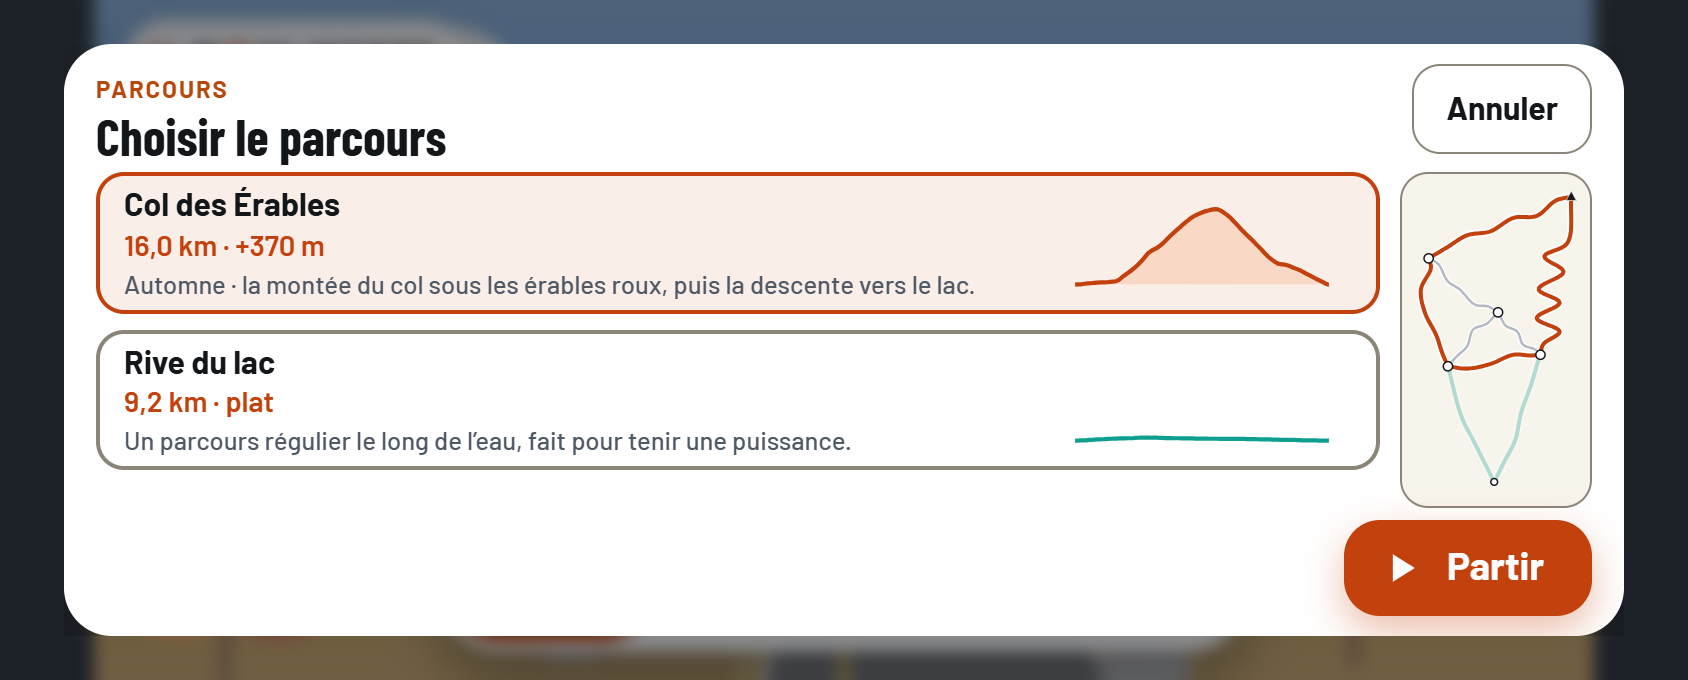 PARCOURS
Choisir le parcours
Annuler
Col des Érables
16,0 km · +370 m
Automne · la montée du col sous les érables roux, puis la descente vers le lac.
Rive du lac
9,2 km · plat
Un parcours régulier le long de l’eau, fait pour tenir une puissance.
Partir